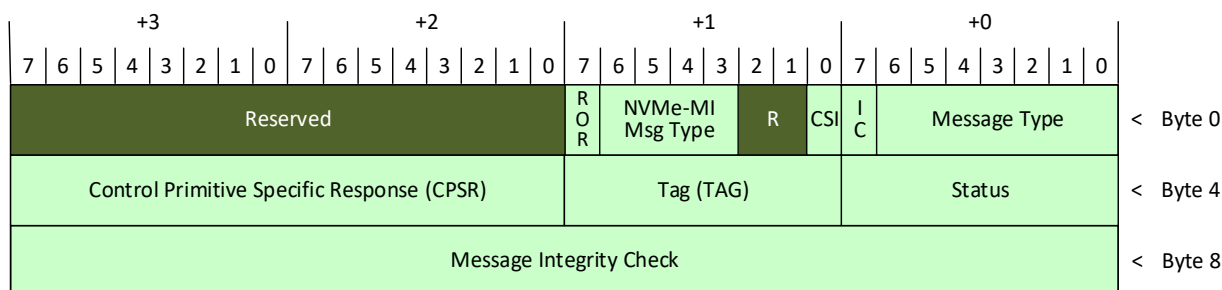 +3 +2 +1 +0
7 6 5 4 3 2 1 0 7 6 5 4 3 2 1 0 7 6 5 4 3 2 1 0 7 6 5 4 3 2 1 0
Reserved ROR NVMe-MI Msg Type R CSI IC Message Type < Byte 0
Control Primitive Specific Response (CPSR) Tag (TAG) Status < Byte 4
Message Integrity Check < Byte 8